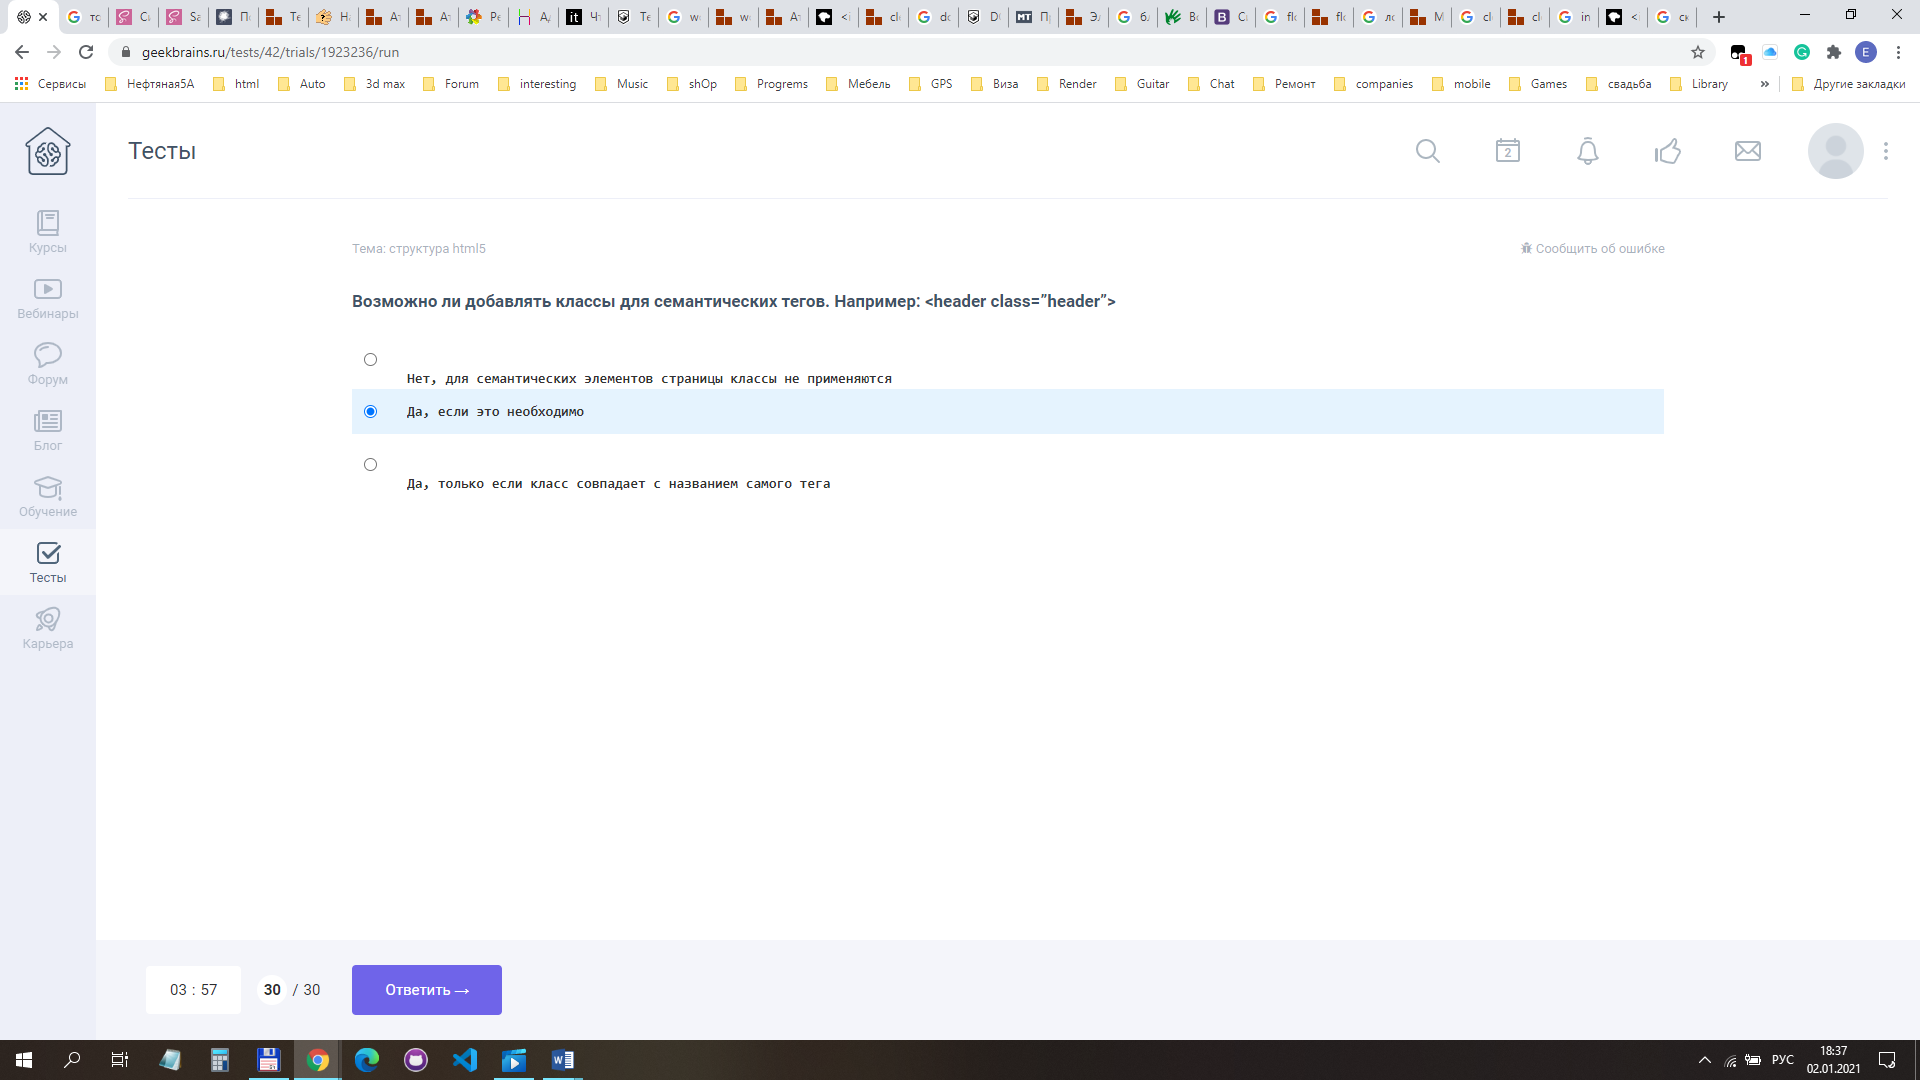 geekbrains.ru/tests/42/trials/1923236/run
Сервисы
Нефтяная5А
html
Auto
3d max
Forum
interesting
Music
shOp
Progrems
Мебель
GPS
Виза
Render
Guitar
Chat
Ремонт
companies
mobile
Games
свадьба
Library
»
Другие закладки
Тесты
2
Курсы
Вебинары
Форум
Блог
Обучение
Тесты
Карьера
Тема: структура html5
Сообщить об ошибке
Возможно ли добавлять классы для семантических тегов. Например: <header class=”header”>
Нет, для семантических элементов страницы классы не применяются
Да, если это необходимо
Да, только если класс совпадает с названием самого тега
03 : 57
30 / 30
Ответить →
РУС
18:37
02.01.2021